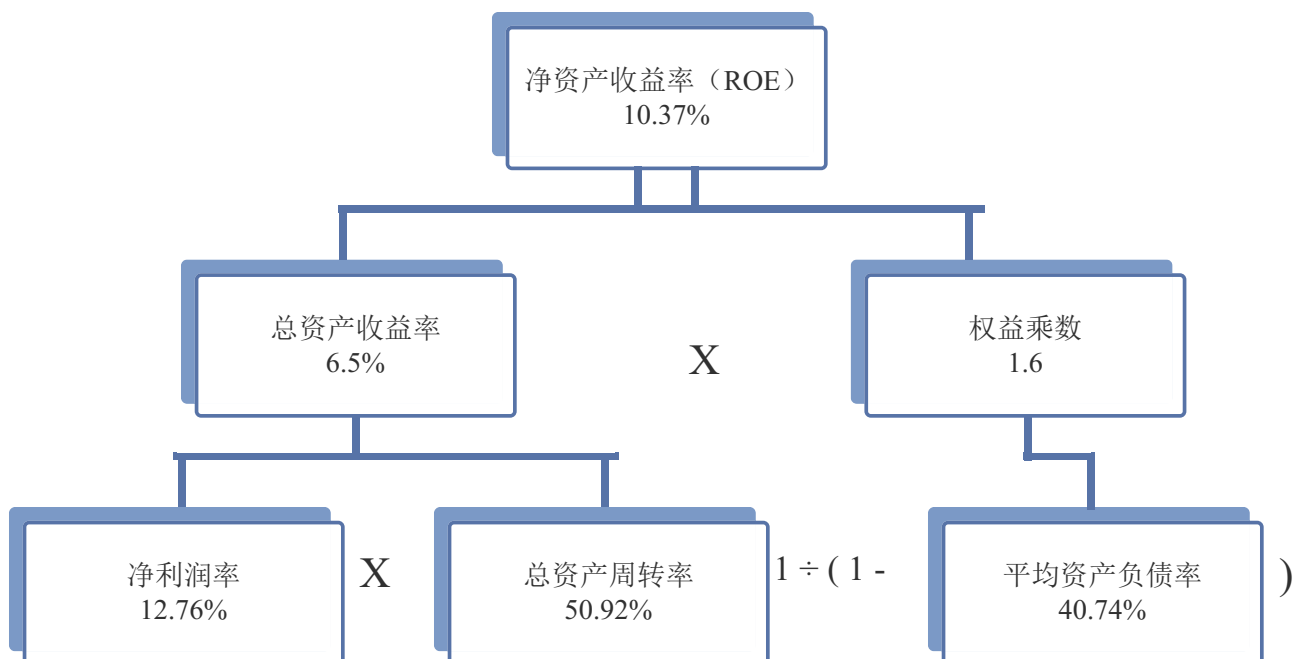 净资产收益率（ROE）
10.37%
总资产收益率
6.5%
X
权益乘数
1.6
净利润率
12.76%
X
总资产周转率
50.92%
1 ÷ ( 1 -
平均资产负债率
40.74%
)